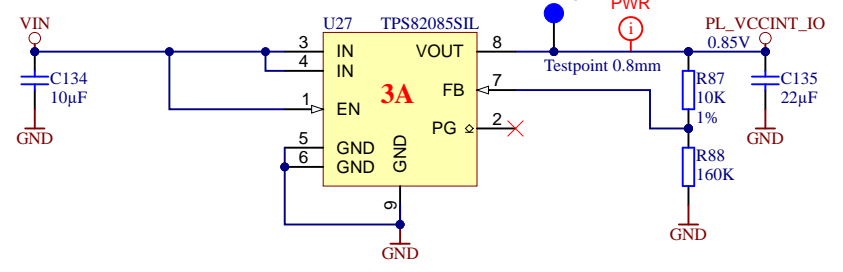 PWR
i
VIN
U27 TPS82085SIL
PL_VCCINT_IO
0.85V
3 IN VOUT 8
4 IN
Testpoint 0.8mm
C134
10µF
3A
FB 7
R87
10K
1%
C135
22µF
1 EN
PG 2
GND
GND
5 GND
6 GND
GND
R88
160K
9
GND
GND